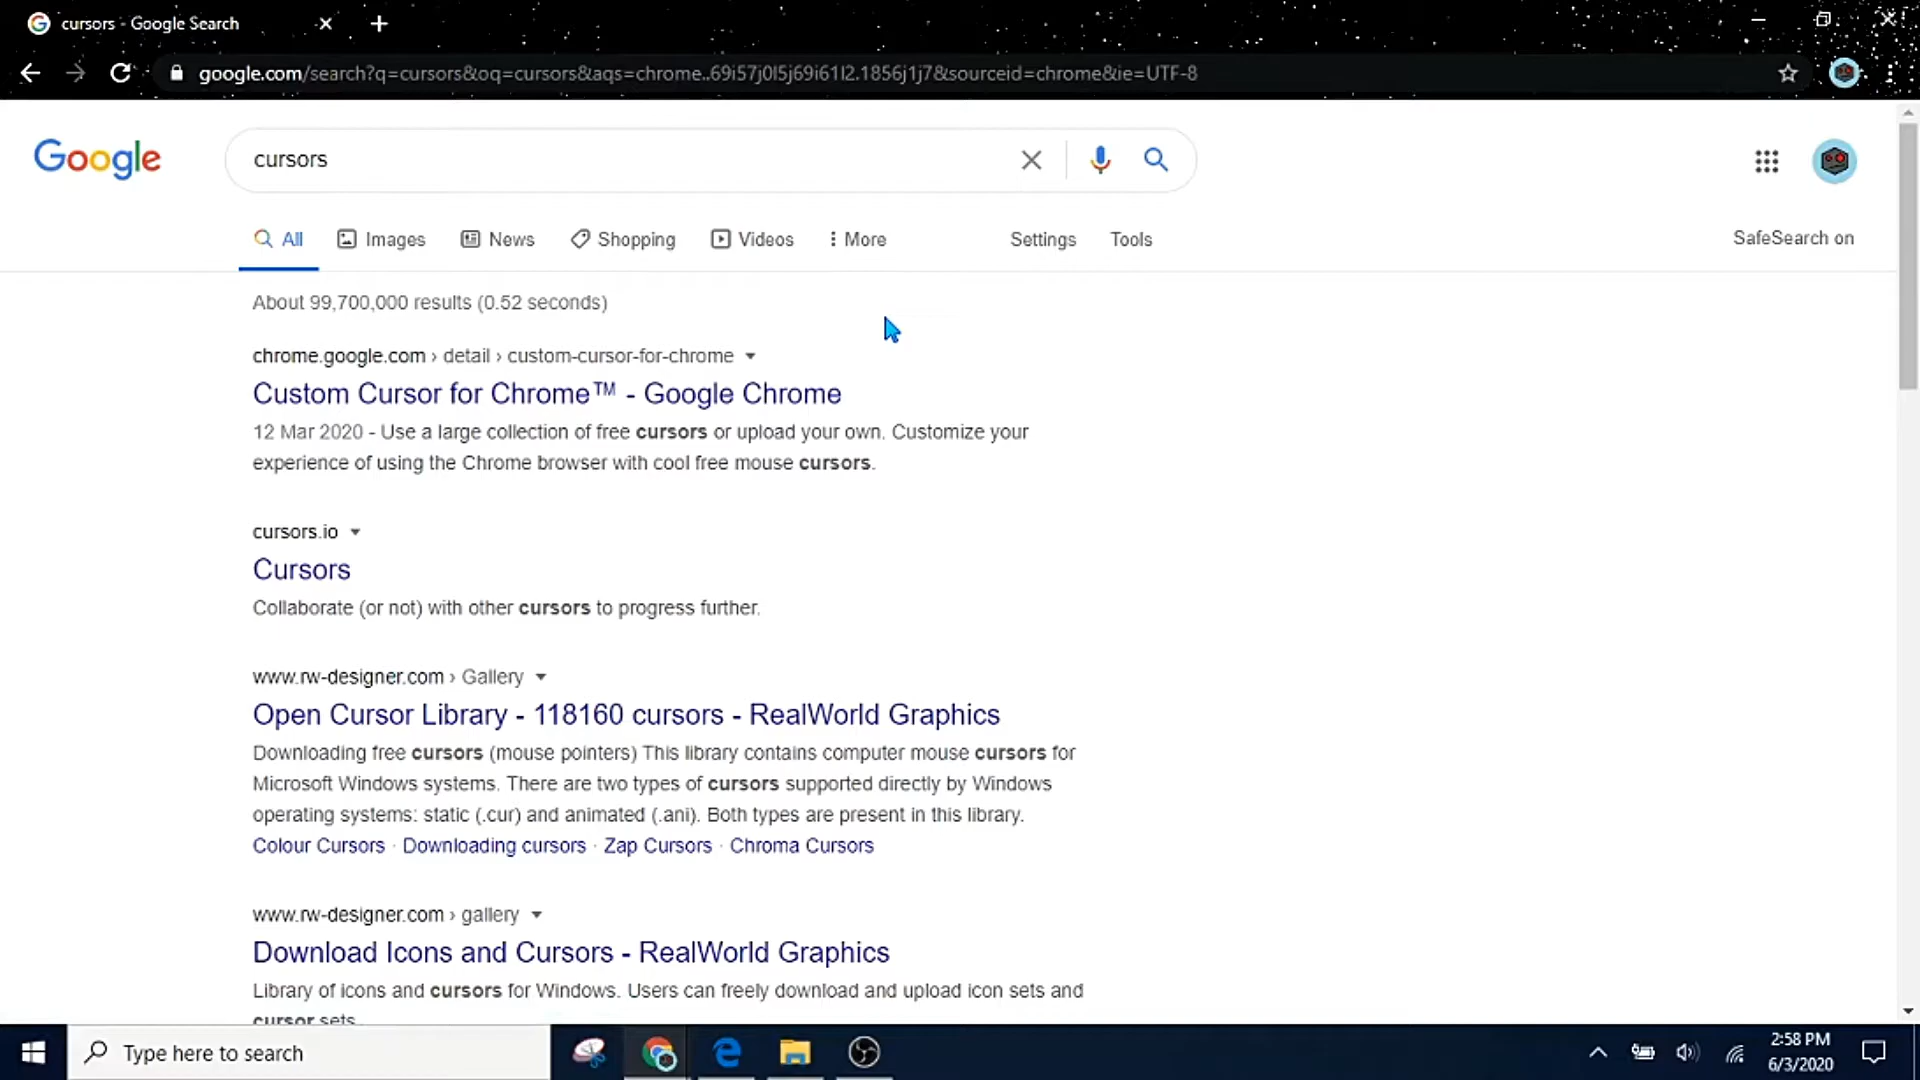 cursors - Google Search
google.com/search?q=cursors&oq=cursors&aqs=chrome..69i57j0l5j69i61l2.1856j1j7&sourceid=chrome&ie=UTF-8
Google
cursors
All Images News Shopping Videos More Settings Tools SafeSearch on
About 99,700,000 results (0.52 seconds)
chrome.google.com › detail › custom-cursor-for-chrome
Custom Cursor for Chrome™ - Google Chrome
12 Mar 2020 - Use a large collection of free cursors or upload your own. Customize your
experience of using the Chrome browser with cool free mouse cursors.
cursors.io
Cursors
Collaborate (or not) with other cursors to progress further.
www.rw-designer.com › Gallery
Open Cursor Library - 118160 cursors - RealWorld Graphics
Downloading free cursors (mouse pointers) This library contains computer mouse cursors for
Microsoft Windows systems. There are two types of cursors supported directly by Windows
operating systems: static (.cur) and animated (.ani). Both types are present in this library.
Colour Cursors · Downloading cursors · Zap Cursors · Chroma Cursors
www.rw-designer.com › gallery
Download Icons and Cursors - RealWorld Graphics
Library of icons and cursors for Windows. Users can freely download and upload icon sets and
cursor sets.
Type here to search
2:58 PM
6/3/2020